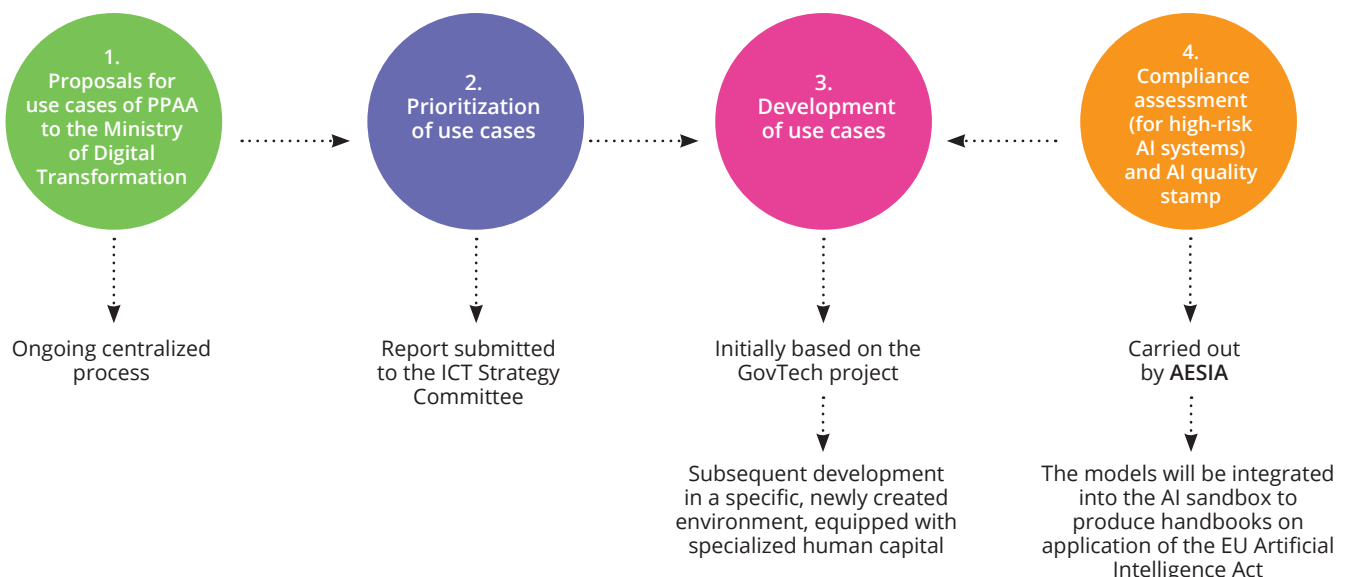 1.
Proposals for
use cases of PPAA
to the Ministry
of Digital
Transformation
2.
Prioritization
of use cases
3.
Development
of use cases
4.
Compliance
assessment
(for high-risk
AI systems)
and AI quality
stamp
Ongoing centralized
process
Report submitted
to the ICT Strategy
Committee
Initially based on the
GovTech project
Carried out
by AESIA
Subsequent development
in a specific, newly created
environment, equipped with
specialized human capital
The models will be integrated
into the AI sandbox to
produce handbooks on
application of the EU Artificial
Intelligence Act